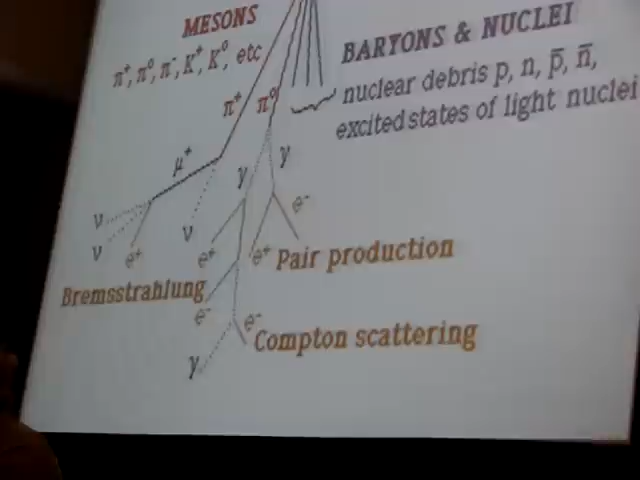 MESONS
π⁺, π⁰, π⁻, K⁺, K⁰, etc
BARYONS & NUCLEI
nuclear debris p, n, p̄, n̄,
excited states of light nuclei
π⁺
π⁰
μ⁺
γ
γ
ν
ν
e⁺
ν
e⁺
e⁻
e⁺ Pair production
Bremsstrahlung
e⁻
e⁻
Compton scattering
γ